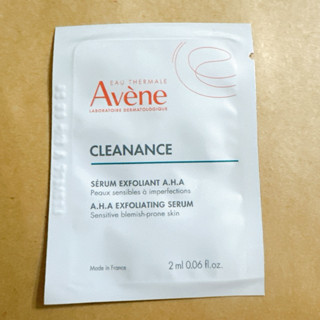 EAU THERMALE
Avène
LABORATOIRE DERMATOLOGIQUE
CLEANANCE
SÉRUM EXFOLIANT A.H.A
Peaux sensibles à imperfections
A.H.A EXFOLIATING SERUM
Sensitive blemish-prone skin
Made in France
2 ml 0.06 fl.oz.